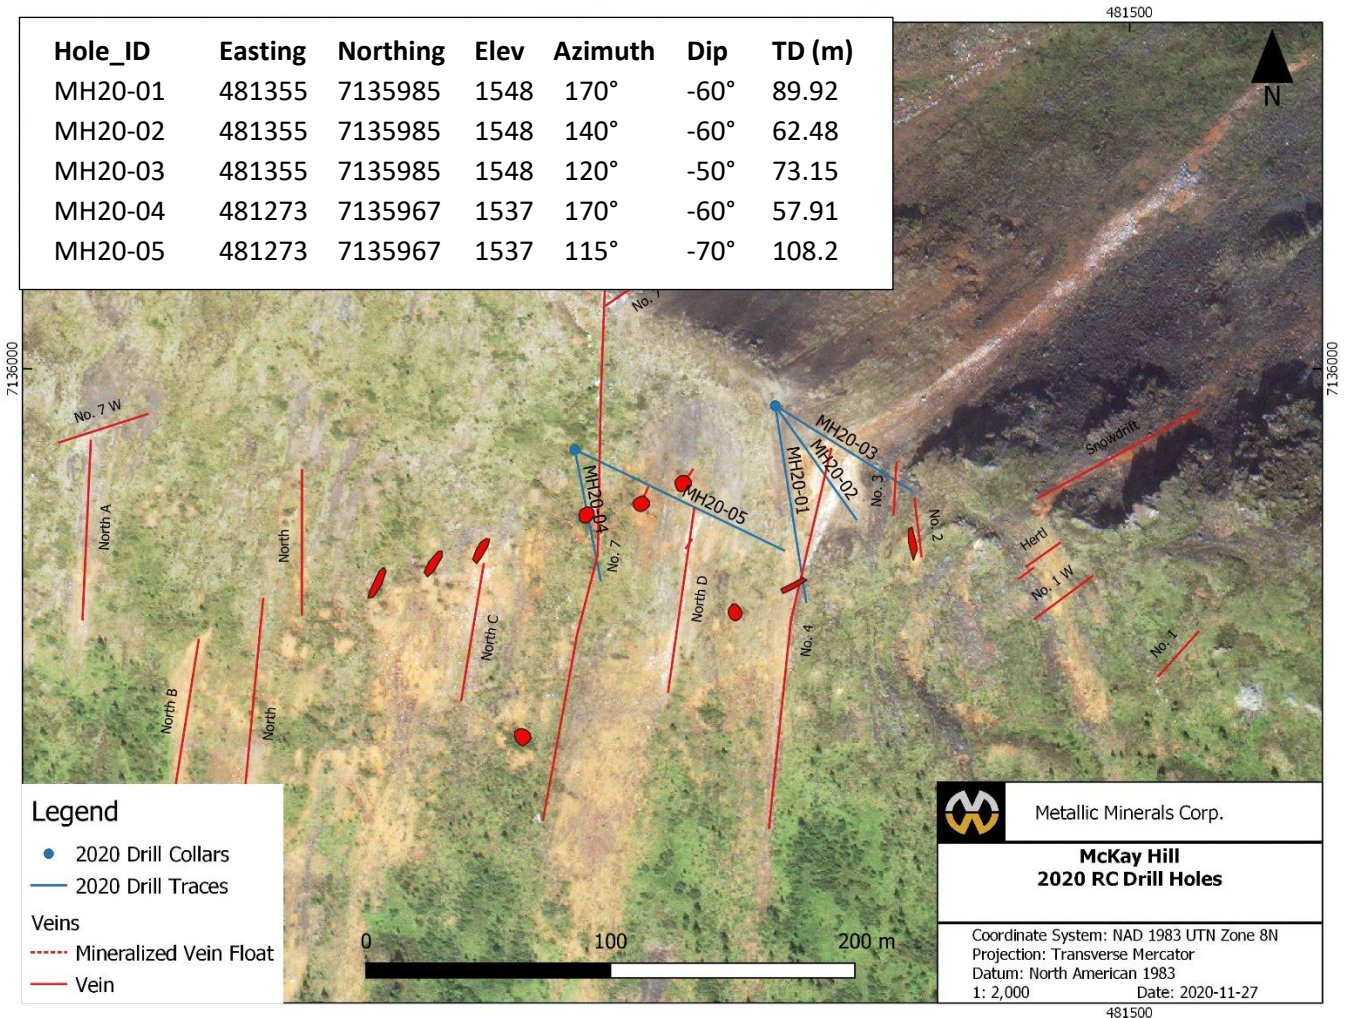 481500
Hole_ID Easting Northing Elev Azimuth Dip TD (m)
MH20-01 481355 7135985 1548 170° -60° 89.92
MH20-02 481355 7135985 1548 140° -60° 62.48
MH20-03 481355 7135985 1548 120° -50° 73.15
MH20-04 481273 7135967 1537 170° -60° 57.91
MH20-05 481273 7135967 1537 115° -70° 108.2
N
7136000
7136000
No.
No. 7 W
MH20-03
Snowdrift
MH20-02
MH20-01
MH20-04
MH20-05
No. 3
No. 2
North A
North
No. 7
Hertl
No. 1 W
North D
North C
No. 4
No. 1
North B
North
Legend
2020 Drill Collars
2020 Drill Traces
Veins
Mineralized Vein Float
Vein
0 100 200 m
Metallic Minerals Corp.
McKay Hill
2020 RC Drill Holes
Coordinate System: NAD 1983 UTN Zone 8N
Projection: Transverse Mercator
Datum: North American 1983
1: 2,000 Date: 2020-11-27
481500